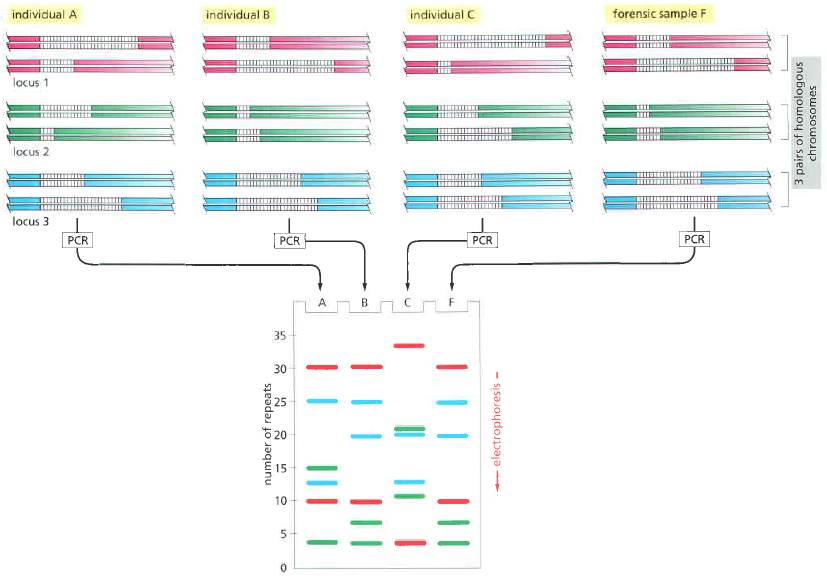 individual A
individual B
individual C
forensic sample F
locus 1
locus 2
locus 3
3 pairs of homologous
chromosomes
PCR
PCR
PCR
PCR
A
B
C
F
35
30
25
20
15
10
5
0
number of repeats
electrophoresis